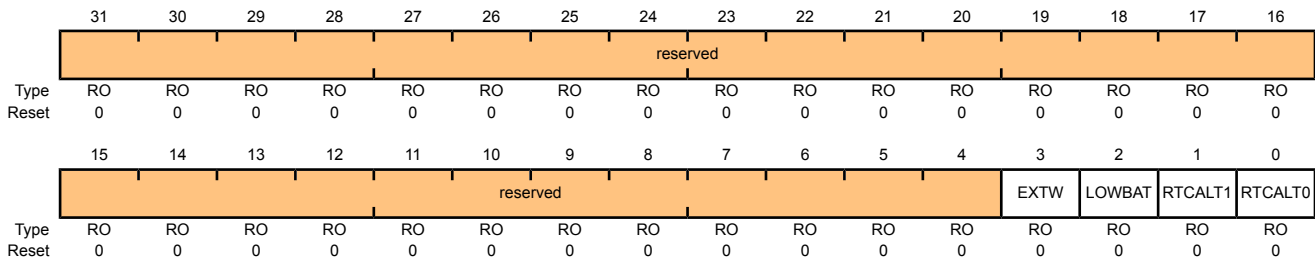 31 30 29 28 27 26 25 24 23 22 21 20 19 18 17 16
reserved
Type RO RO RO RO RO RO RO RO RO RO RO RO RO RO RO RO
Reset 0 0 0 0 0 0 0 0 0 0 0 0 0 0 0 0
15 14 13 12 11 10 9 8 7 6 5 4 3 2 1 0
reserved EXTW LOWBAT RTCALT1 RTCALT0
Type RO RO RO RO RO RO RO RO RO RO RO RO RO RO RO RO
Reset 0 0 0 0 0 0 0 0 0 0 0 0 0 0 0 0